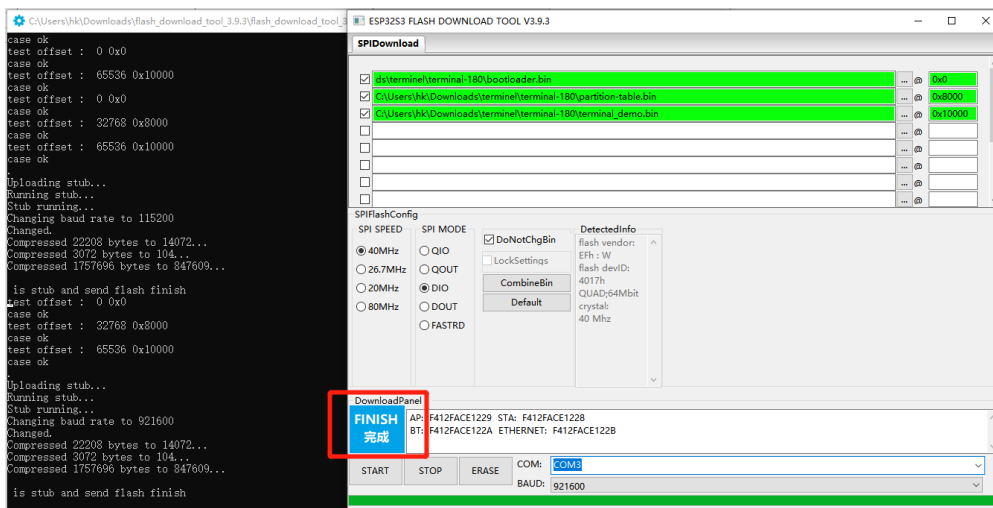 C:\Users\hk\Downloads\flash_download_tool_3.9.3\flash_download_tool_3
case ok
test offset :  0 0x0
case ok
test offset :  65536 0x10000
case ok
test offset :  0 0x0
case ok
test offset :  32768 0x8000
case ok
test offset :  65536 0x10000
case ok
.
Uploading stub...
Running stub...
Stub running...
Changing baud rate to 115200
Changed.
Compressed 22208 bytes to 14072...
Compressed 3072 bytes to 104...
Compressed 1757696 bytes to 847609...
is stub and send flash finish
test offset :  0 0x0
case ok
test offset :  32768 0x8000
case ok
test offset :  65536 0x10000
case ok
.
Uploading stub...
Running stub...
Stub running...
Changing baud rate to 921600
Changed.
Compressed 22208 bytes to 14072...
Compressed 3072 bytes to 104...
Compressed 1757696 bytes to 847609...
is stub and send flash finish
ESP32S3 FLASH DOWNLOAD TOOL V3.9.3
SPIDownload
ds\terminel\terminal-180\bootloader.bin ... @ 0x0
C:\Users\hk\Downloads\terminel\terminal-180\partition-table.bin ... @ 0x8000
C:\Users\hk\Downloads\terminel\terminal-180\terminal_demo.bin ... @ 0x10000
... @
... @
... @
... @
... @
SPIFlashConfig
SPI SPEED
40MHz
26.7MHz
20MHz
80MHz
SPI MODE
QIO
QOUT
DIO
DOUT
FASTRD
DoNotChgBin
LockSettings
CombineBin
Default
DetectedInfo
flash vendor:
EFh : W
flash devID:
4017h
QUAD;64Mbit
crystal:
40 Mhz
DownloadPanel
FINISH
完成
AP: F412FACE1229 STA: F412FACE1228
BT: F412FACE122A ETHERNET: F412FACE122B
START STOP ERASE
COM: COM3
BAUD: 921600